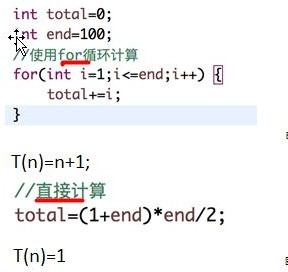 int total=0;
int end=100;
//使用for循环计算
for(int i=1;i<=end;i++) {
total+=i;
}
T(n)=n+1;
//直接计算
total=(1+end)*end/2;
T(n)=1